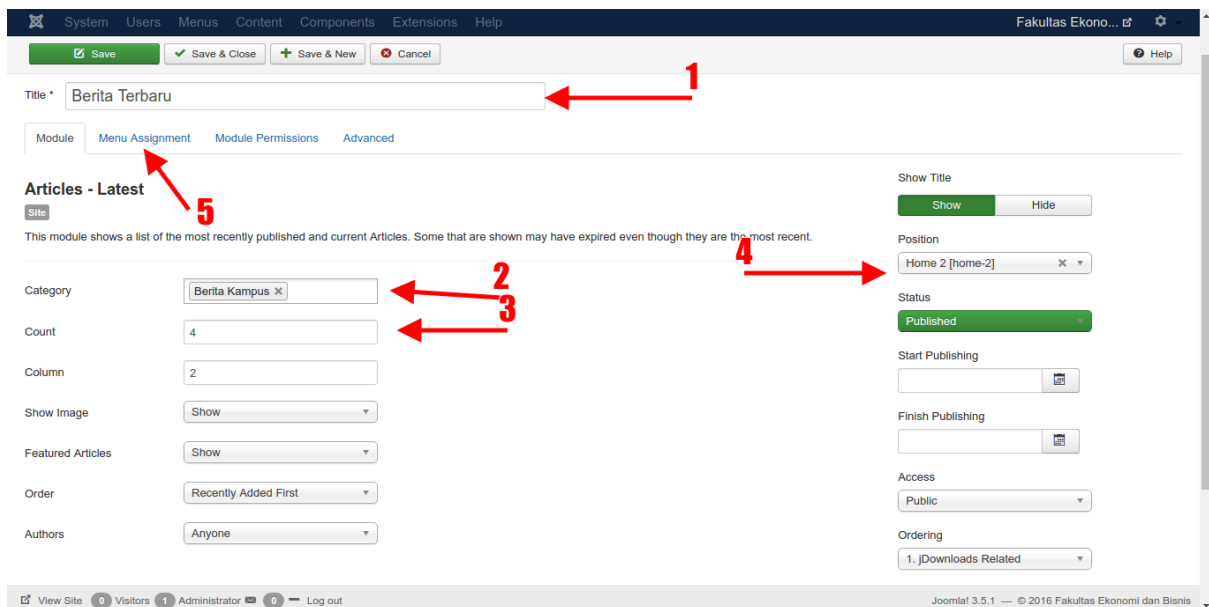 System Users Menus Content Components Extensions Help Fakultas Ekono...
Save Save & Close Save & New Cancel Help
1
Title * Berita Terbaru
Module Menu Assignment Module Permissions Advanced
5
Articles - Latest
Site
This module shows a list of the most recently published and current Articles. Some that are shown may have expired even though they are the most recent.
Category Berita Kampus
2
Count 4
3
Column 2
Show Image Show
Featured Articles Show
Order Recently Added First
Authors Anyone
Show Title
Show Hide
Position
4
Home 2 [home-2]
Status
Published
Start Publishing
Finish Publishing
Access
Public
Ordering
1. jDownloads Related
View Site 0 Visitors 1 Administrator 0 Log out Joomla! 3.5.1 — © 2016 Fakultas Ekonomi dan Bisnis